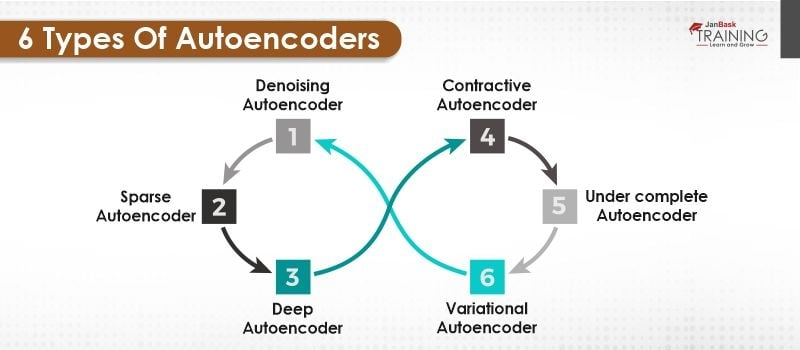 6 Types Of Autoencoders
JanBask
TRAINING
Learn and Grow
Denoising
Autoencoder
1
Sparse
Autoencoder
2
3
Deep
Autoencoder
Contractive
Autoencoder
4
5
Under complete
Autoencoder
6
Variational
Autoencoder